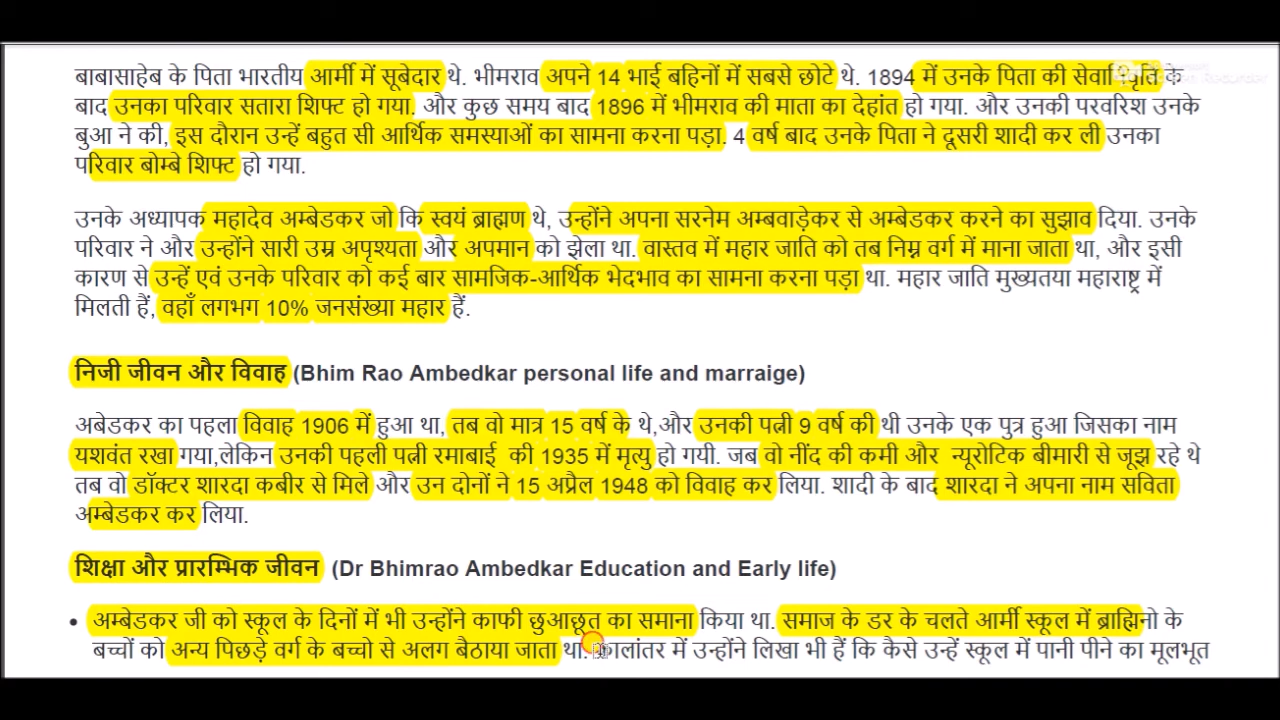 बाबासाहेब के पिता भारतीय आर्मी में सूबेदार थे. भीमराव अपने 14 भाई बहिनों में सबसे छोटे थे. 1894 में उनके पिता की के
बाद उनका परिवार सतारा शिफ्ट हो गया. और कुछ समय बाद 1896 में भीमराव की माता का देहांत हो गया. और उनकी परवरिश उनके
बुआ ने की, इस दौरान उन्हें बहुत सी आर्थिक समस्याओं का सामना करना पड़ा. 4 वर्ष बाद उनके पिता ने दूसरी शादी कर ली उनका
परिवार बोम्बे शिफ्ट हो गया.
उनके अध्यापक महादेव अम्बेडकर जो कि स्वयं ब्राह्मण थे, उन्होंने अपना सरनेम अम्बवाड़ेकर से अम्बेडकर करने का सुझाव दिया. उनके
परिवार ने और उन्होंने सारी उम्र अपृश्यता और अपमान को झेला था. वास्तव में महार जाति को तब निम्न वर्ग में माना जाता था, और इसी
कारण से उन्हें एवं उनके परिवार को कई बार सामजिक-आर्थिक भेदभाव का सामना करना पड़ा था. महार जाति मुख्यतया महाराष्ट्र में
मिलती हैं, वहाँ लगभग 10% जनसंख्या महार हैं.
निजी जीवन और विवाह (Bhim Rao Ambedkar personal life and marraige)
अबेडकर का पहला विवाह 1906 में हुआ था, तब वो मात्र 15 वर्ष के थे,और उनकी पत्नी 9 वर्ष की थी उनके एक पुत्र हुआ जिसका नाम
यशवंत रखा गया,लेकिन उनकी पहली पत्नी रमाबाई की 1935 में मृत्यु हो गयी. जब वो नींद की कमी और न्यूरोटिक बीमारी से जूझ रहे थे
तब वो डॉक्टर शारदा कबीर से मिले और उन दोनों ने 15 अप्रैल 1948 को विवाह कर लिया. शादी के बाद शारदा ने अपना नाम सविता
अम्बेडकर कर लिया.
शिक्षा और प्रारम्भिक जीवन (Dr Bhimrao Ambedkar Education and Early life)
• अम्बेडकर जी को स्कूल के दिनों में भी उन्होंने काफी छुआछूत का समाना किया था. समाज के डर के चलते आर्मी स्कूल में ब्राह्मिनो के
बच्चों को अन्य पिछड़े वर्ग के बच्चो से अलग बैठाया जाता था. कालांतर में उन्होंने लिखा भी हैं कि कैसे उन्हें स्कूल में पानी पीने का मूलभूत